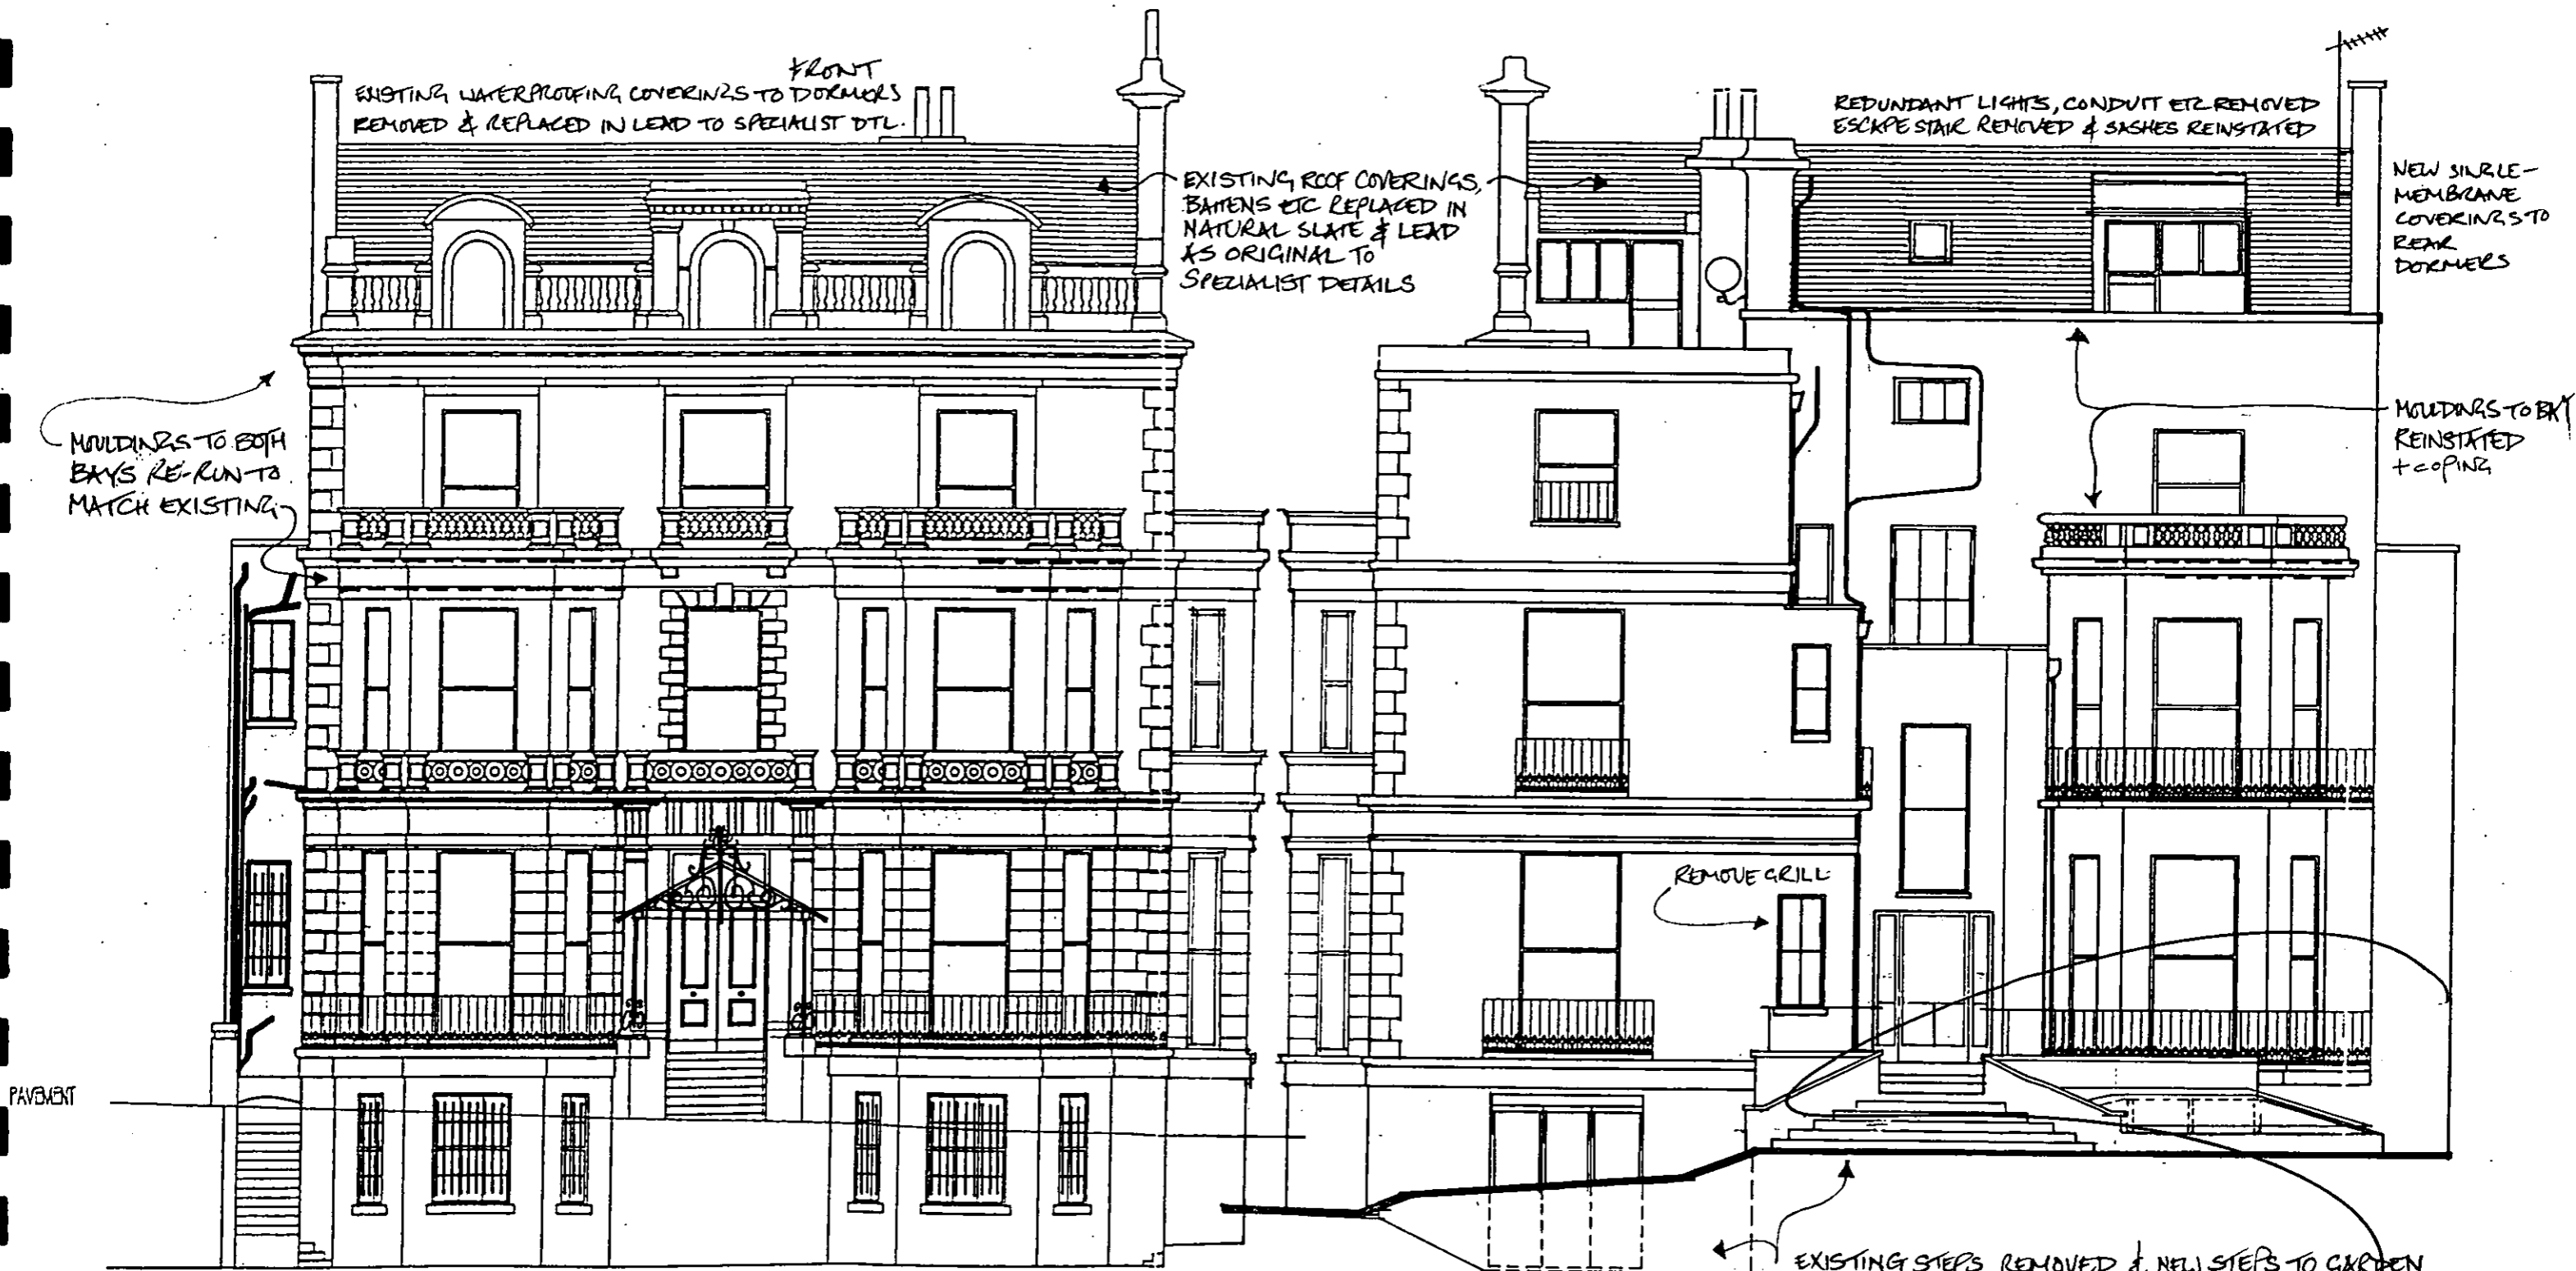 FRONT
EXISTING WATERPROOFING COVERINGS TO DORMERS
REMOVED & REPLACED IN LEAD TO SPECIALIST DTL.
EXISTING ROOF COVERINGS,
BATTENS ETC REPLACED IN
NATURAL SLATE & LEAD
AS ORIGINAL TO
SPECIALIST DETAILS
REDUNDANT LIGHTS, CONDUIT ETC REMOVED
ESCAPE STAIR REMOVED & SASHES REINSTATED
NEW SINGLE-
MEMBRANE
COVERINGS TO
REAR
DORMERS
MOULDINGS TO BOTH
BAYS RE-RUN TO
MATCH EXISTING
MOULDINGS TO BAY
REINSTATED
+ COPING
REMOVE GRILL
PAVEMENT
EXISTING STEPS REMOVED & NEW STEPS TO GARDEN